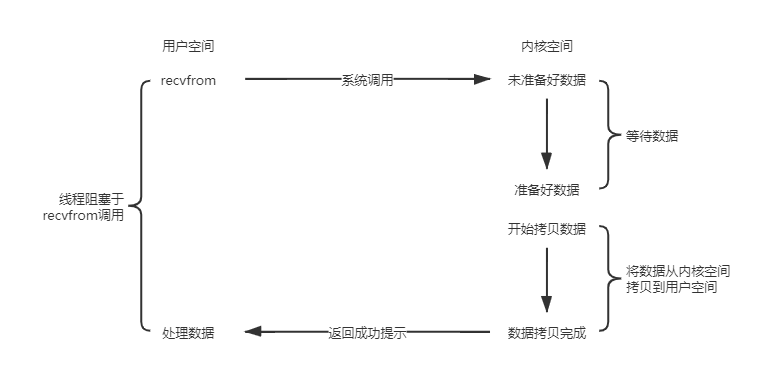 用户空间
内核空间
recvfrom
系统调用
未准备好数据
等待数据
准备好数据
线程阻塞于
recvfrom调用
开始拷贝数据
将数据从内核空间
拷贝到用户空间
处理数据
返回成功提示
数据拷贝完成